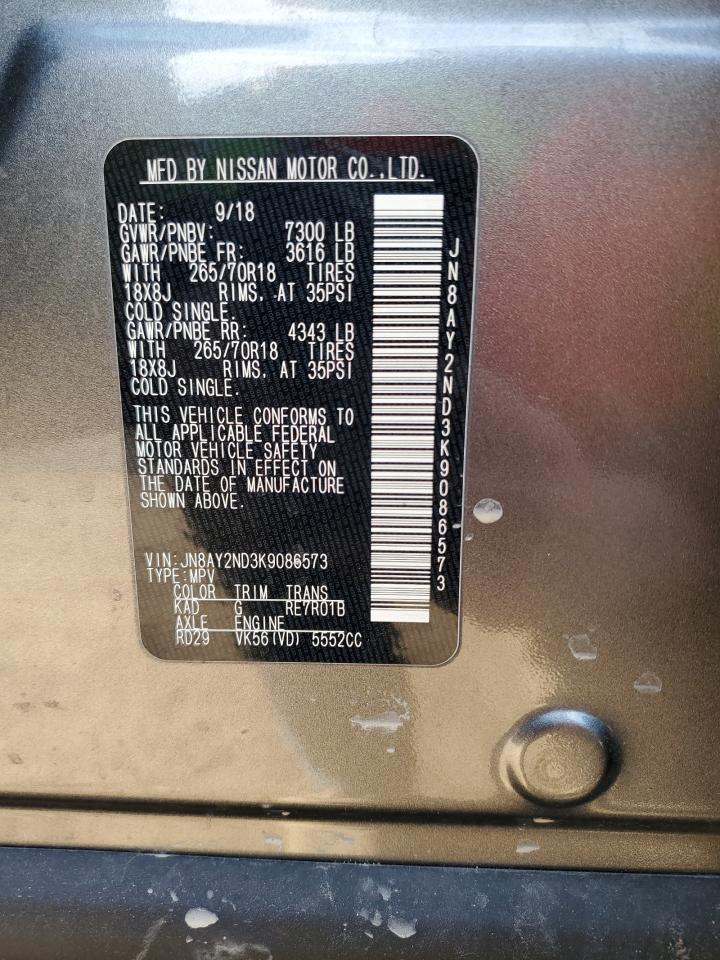 MFD BY NISSAN MOTOR CO.,LTD.
DATE: 9/18
GVWR/PNBV: 7300 LB
GAWR/PNBE FR: 3616 LB
WITH 265/70R18 TIRES
18X8J RIMS. AT 35PSI
COLD SINGLE.
GAWR/PNBE RR: 4343 LB
WITH 265/70R18 TIRES
18X8J RIMS. AT 35PSI
COLD SINGLE.
THIS VEHICLE CONFORMS TO
ALL APPLICABLE FEDERAL
MOTOR VEHICLE SAFETY
STANDARDS IN EFFECT ON
THE DATE OF MANUFACTURE
SHOWN ABOVE.
VIN:JN8AY2ND3K9086573
TYPE:MPV
COLOR TRIM TRANS
KAD G RE7R01B
AXLE ENGINE
RD29 VK56(VD) 5552CC
JN8AY2ND3K9086573